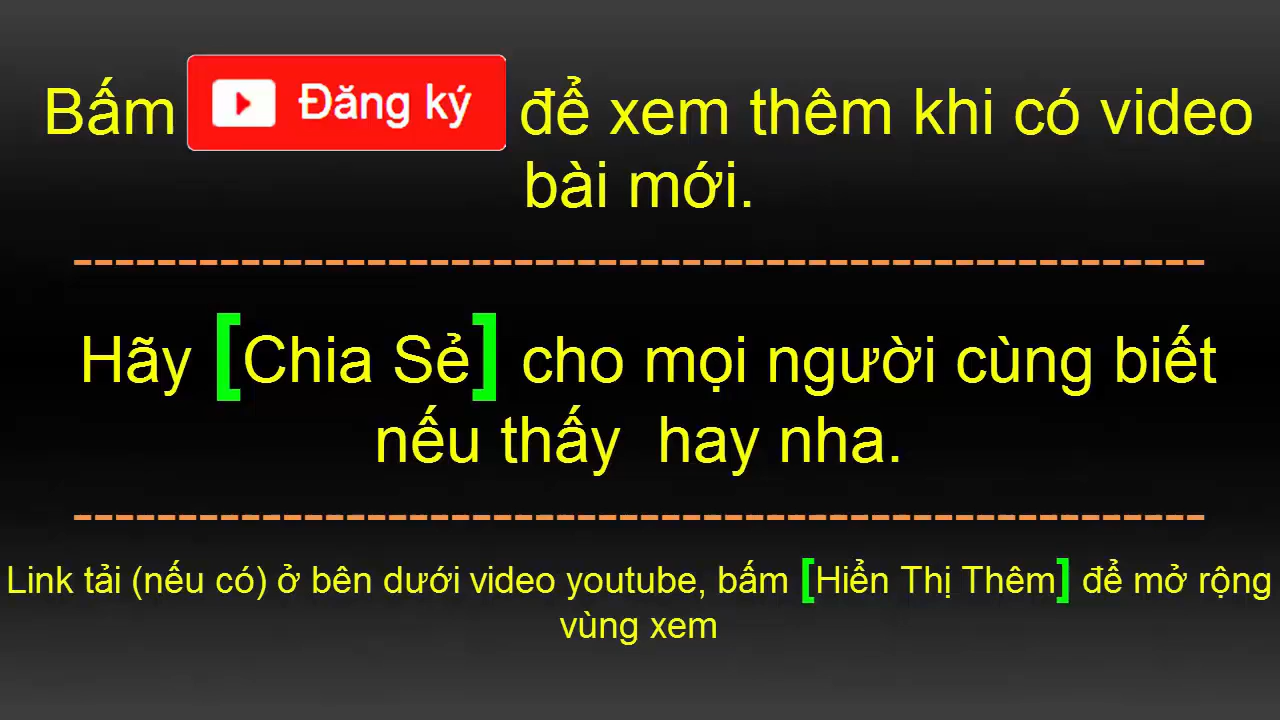 Bấm Đăng ký để xem thêm khi có video
bài mới.
------------------------------------------------------
Hãy [Chia Sẻ] cho mọi người cùng biết
nếu thấy hay nha.
------------------------------------------------------
Link tải (nếu có) ở bên dưới video youtube, bấm [Hiển Thị Thêm] để mở rộng
vùng xem